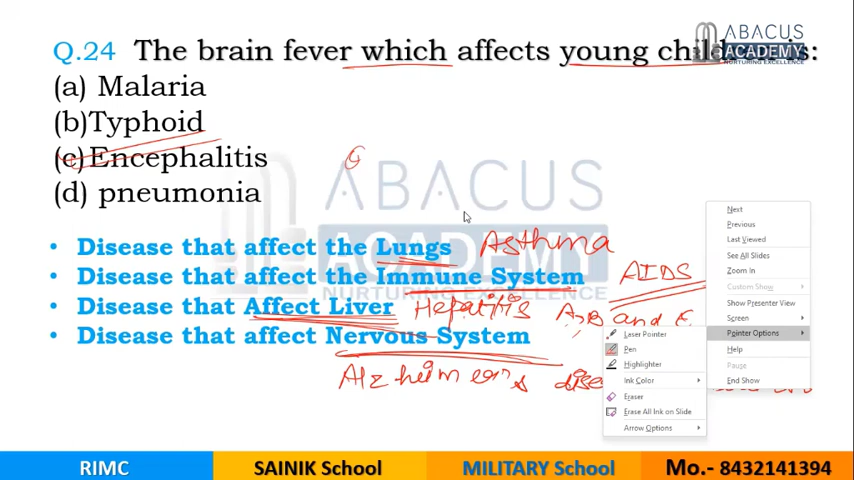 ABACUS
ACADEMY
NURTURING EXCELLENCE
Q.24 The brain fever which affects young children is:
(a) Malaria
(b)Typhoid
(c)Encephalitis
(d) pneumonia
ABACUS
ACADEMY
NURTURING EXCELLENCE
• Disease that affect the Lungs Asthma
• Disease that affect the Immune System AIDS
• Disease that Affect Liver Hepatitis A,B and E
• Disease that affect Nervous System
Alzheimer's
Next
Previous
Last Viewed
See All Slides
Zoom In
Custom Show
Show Presenter View
Screen
Pointer Options
Help
Pause
End Show
Laser Pointer
Pen
Highlighter
Ink Color
Eraser
Erase All Ink on Slide
Arrow Options
RIMC SAINIK School MILITARY School Mo.- 8432141394